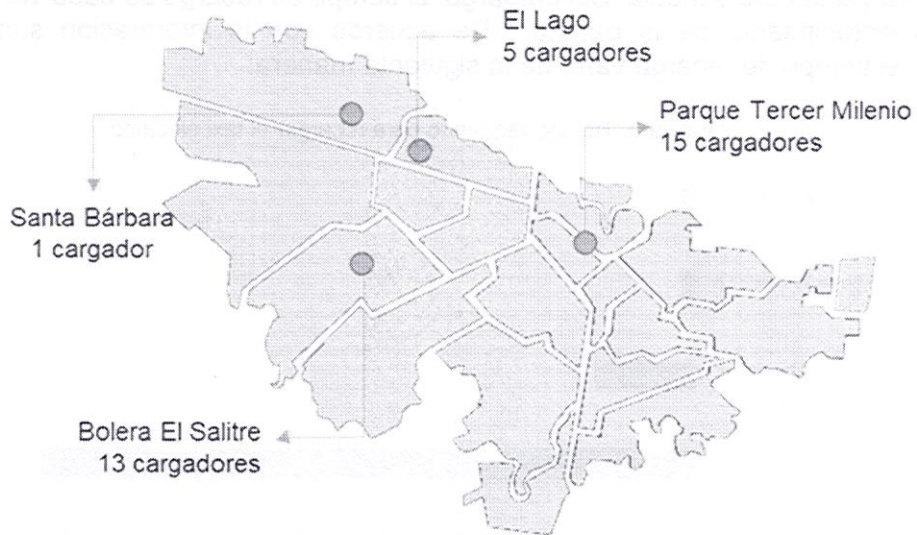 El Lago
5 cargadores
Parque Tercer Milenio
15 cargadores
Santa Bárbara
1 cargador
Bolera El Salitre
13 cargadores